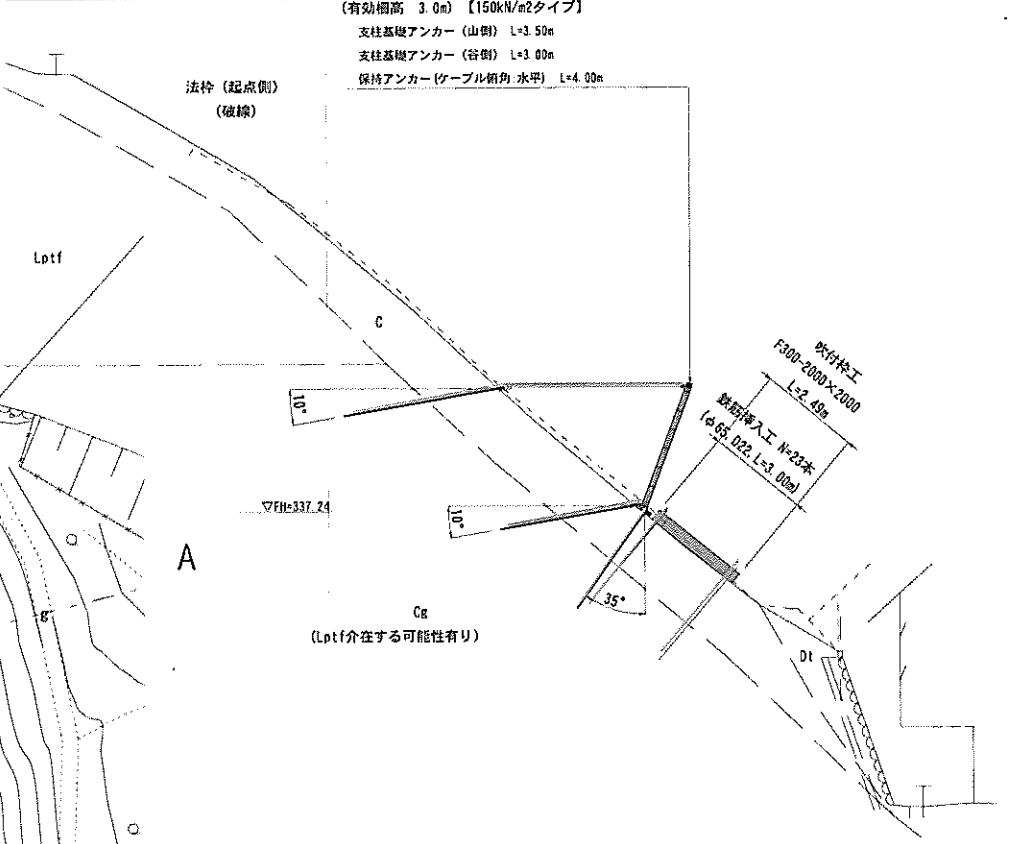 (有効柵高 3.0m) 【150kN/m2タイプ】
支柱基礎アンカー (山側) L=3.50m
支柱基礎アンカー (谷側) L=3.00m
保持アンカー(ケーブル俯角:水平) L=4.00m
法枠 (起点側)
(破線)
Lptf
C
吹付枠工
F300-2000×2000
L=2.49m
鉄筋挿入工 N=23本
(φ65, D22, L=3.00m)
10°
▽FH=337.24
10°
A
35°
Cg
(Lptf介在する可能性有り)
g
Dt